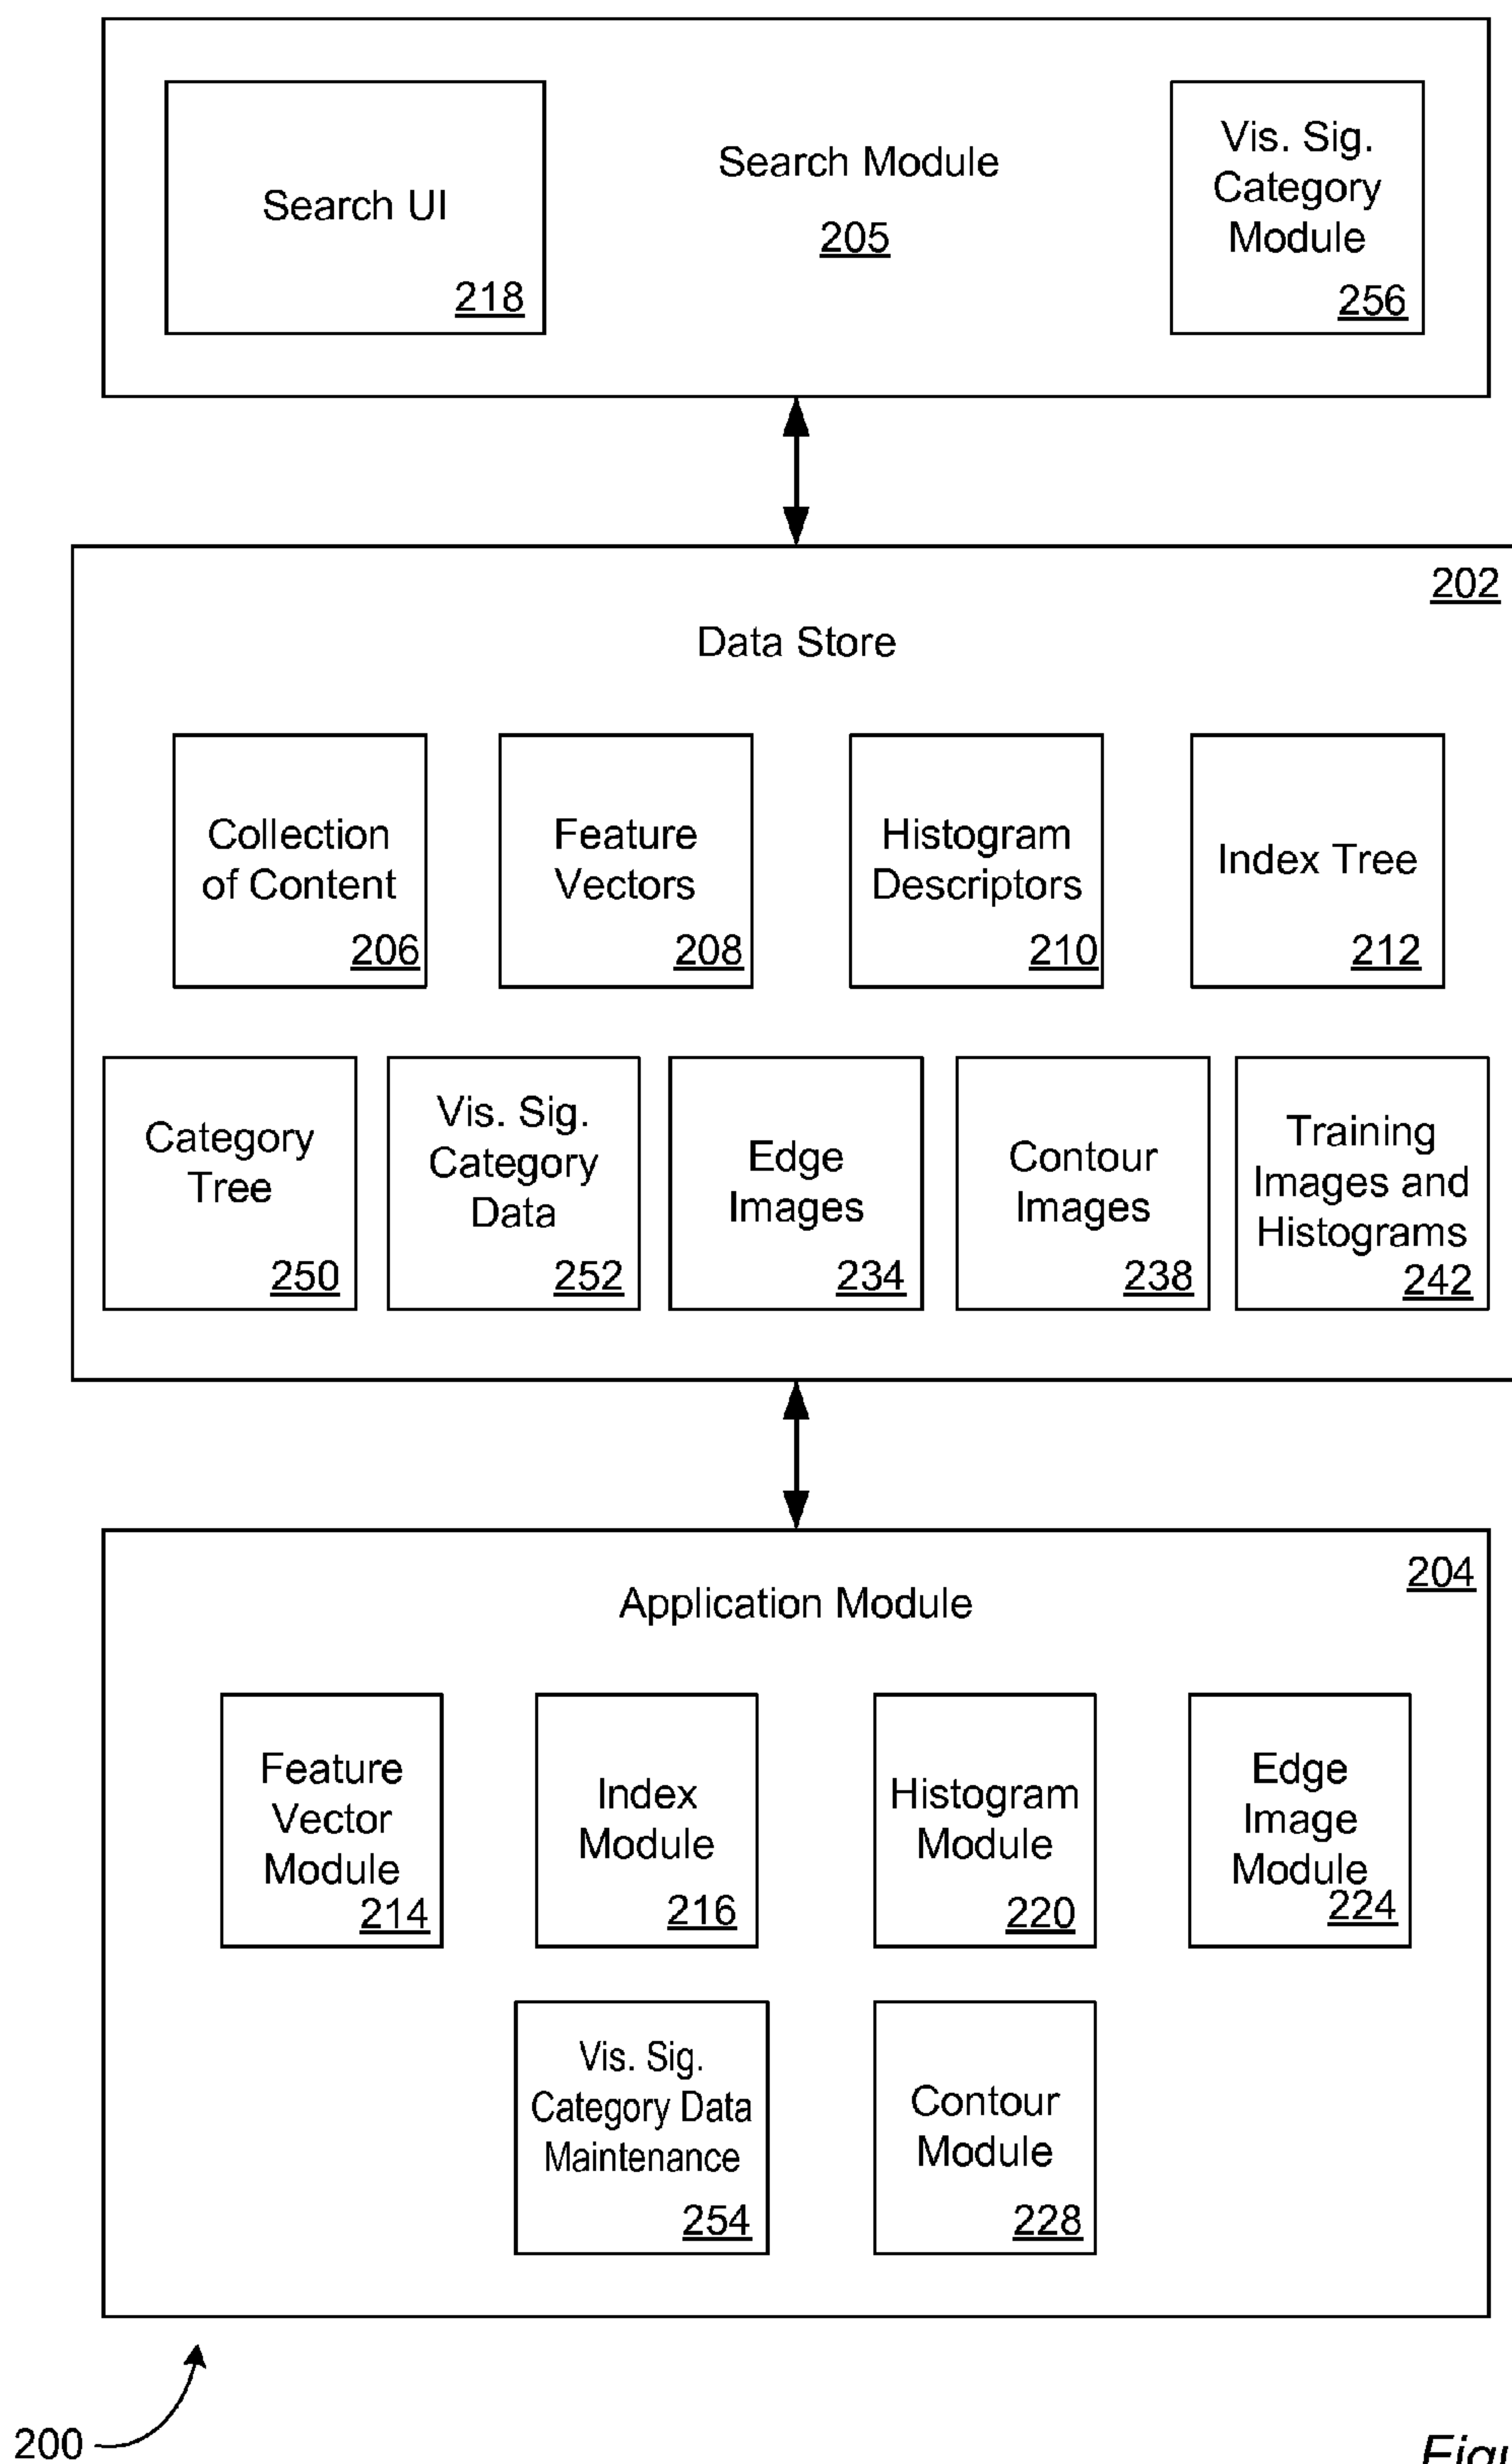 Search UI
218
Search Module
205
Vis. Sig.
Category
Module
256
202
Data Store
Collection
of Content
206
Feature
Vectors
208
Histogram
Descriptors
210
Index Tree
212
Category
Tree
250
Vis. Sig.
Category
Data
252
Edge
Images
234
Contour
Images
238
Training
Images and
Histograms
242
204
Application Module
Feature
Vector
Module
214
Index
Module
216
Histogram
Module
220
Edge
Image
Module
224
Vis. Sig.
Category Data
Maintenance
254
Contour
Module
228
200